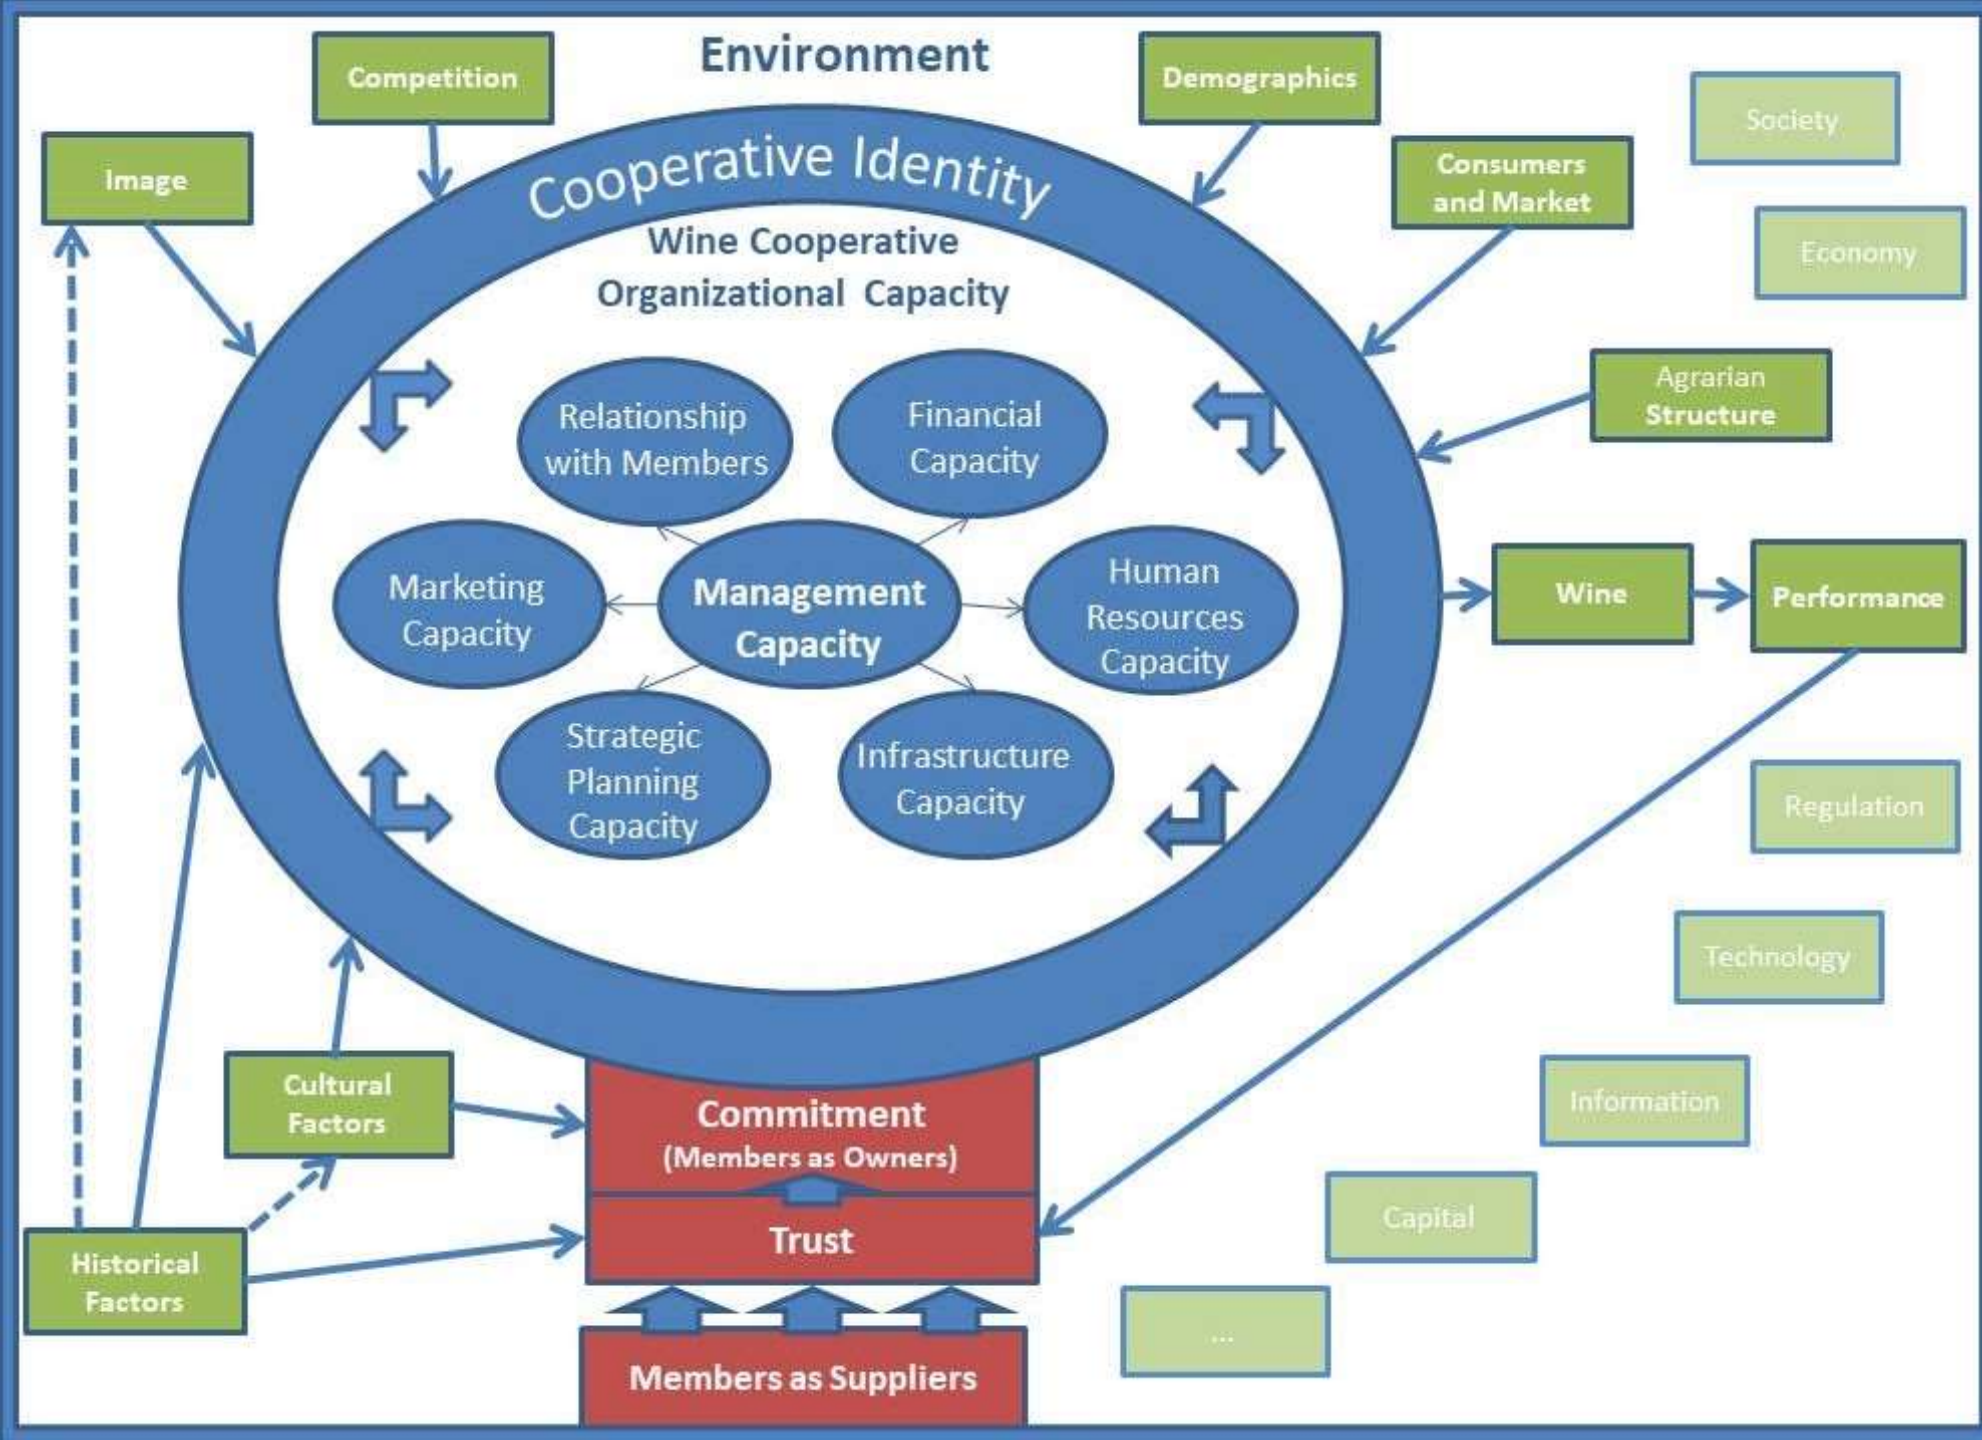 Environment
Competition
Demographics
Society
Image
Consumers
and Market
Cooperative Identity
Economy
Wine Cooperative
Organizational Capacity
Agrarian
Structure
Relationship
with Members
Financial
Capacity
Marketing
Capacity
Management
Capacity
Human
Resources
Capacity
Wine
Performance
Strategic
Planning
Capacity
Infrastructure
Capacity
Regulation
Technology
Cultural
Factors
Commitment
(Members as Owners)
Information
Historical
Factors
Trust
Capital
...
Members as Suppliers